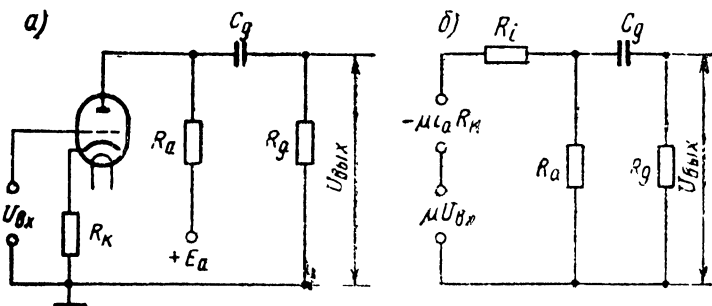 а)
C_g
R_a
R_g
U_вых
U_вх
R_к
+E_a
б)
R_i
C_g
-μi_aR_к
μU_вх
R_a
R_g
U_вых